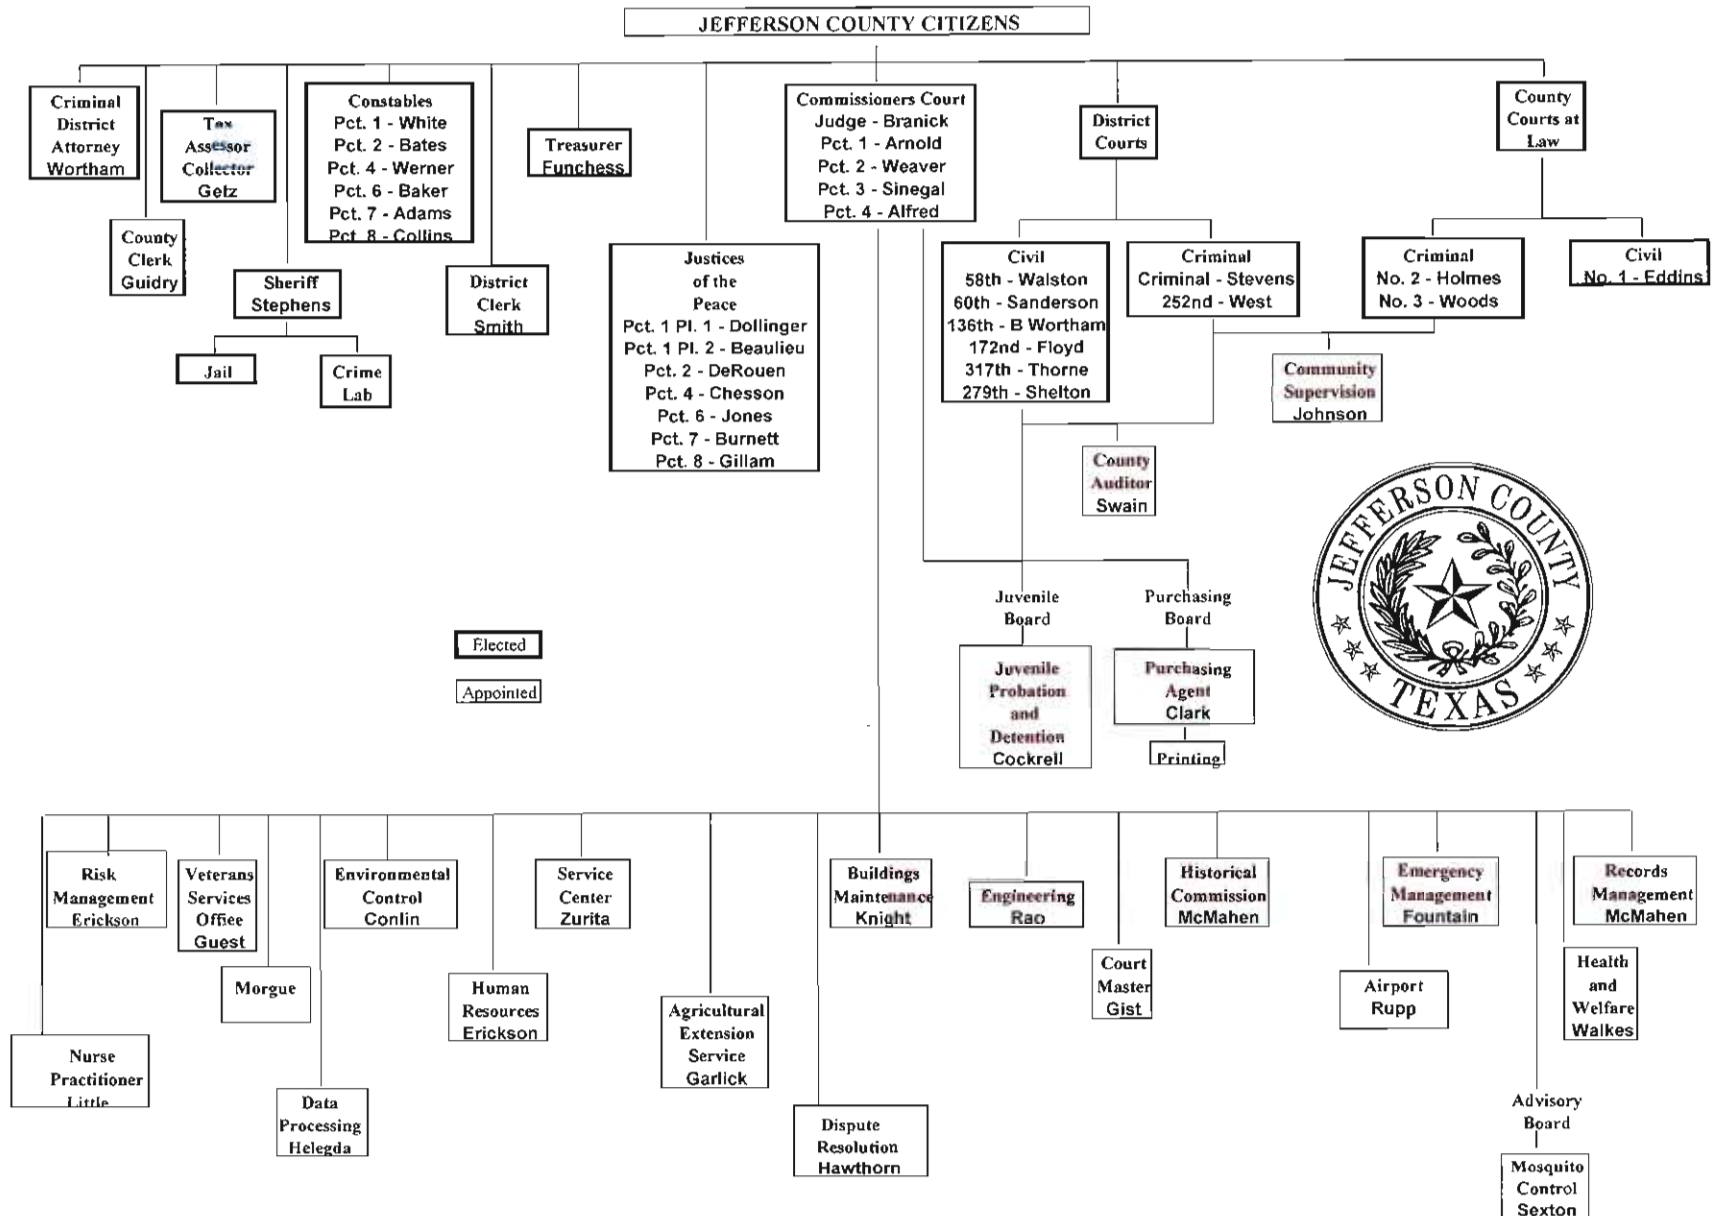 JEFFERSON COUNTY CITIZENS
Criminal
District
Attorney
Wortham
Tax
Assessor
Collector
Getz
Constables
Pct. 1 - White
Pct. 2 - Bates
Pct. 4 - Werner
Pct. 6 - Baker
Pct. 7 - Adams
Pct. 8 - Collins
Treasurer
Funchess
Commissioners Court
Judge - Branick
Pct. 1 - Arnold
Pct. 2 - Weaver
Pct. 3 - Sinegal
Pct. 4 - Alfred
District
Courts
County
Courts at
Law
County
Clerk
Guidry
Sheriff
Stephens
Jail
Crime
Lab
District
Clerk
Smith
Justices
of the
Peace
Pct. 1 Pl. 1 - Dollinger
Pct. 1 Pl. 2 - Beaulieu
Pct. 2 - DeRouen
Pct. 4 - Chesson
Pct. 6 - Jones
Pct. 7 - Burnett
Pct. 8 - Gillam
Civil
58th - Walston
60th - Sanderson
136th - B Wortham
172nd - Floyd
317th - Thorne
279th - Shelton
Criminal
Criminal - Stevens
252nd - West
Criminal
No. 2 - Holmes
No. 3 - Woods
Civil
No. 1 - Eddins
Community
Supervision
Johnson
County
Auditor
Swain
JEFFERSON COUNTY
TEXAS
Elected
Appointed
Juvenile
Board
Juvenile
Probation
and
Detention
Cockrell
Purchasing
Board
Purchasing
Agent
Clark
Printing
Risk
Management
Erickson
Veterans
Services
Office
Guest
Environmental
Control
Conlin
Service
Center
Zurita
Buildings
Maintenance
Knight
Engineering
Rao
Historical
Commission
McMahen
Emergency
Management
Fountain
Records
Management
McMahen
Morgue
Human
Resources
Erickson
Agricultural
Extension
Service
Garlick
Court
Master
Gist
Airport
Rupp
Health
and
Welfare
Walkes
Nurse
Practitioner
Little
Data
Processing
Helegda
Dispute
Resolution
Hawthorn
Advisory
Board
Mosquito
Control
Sexton